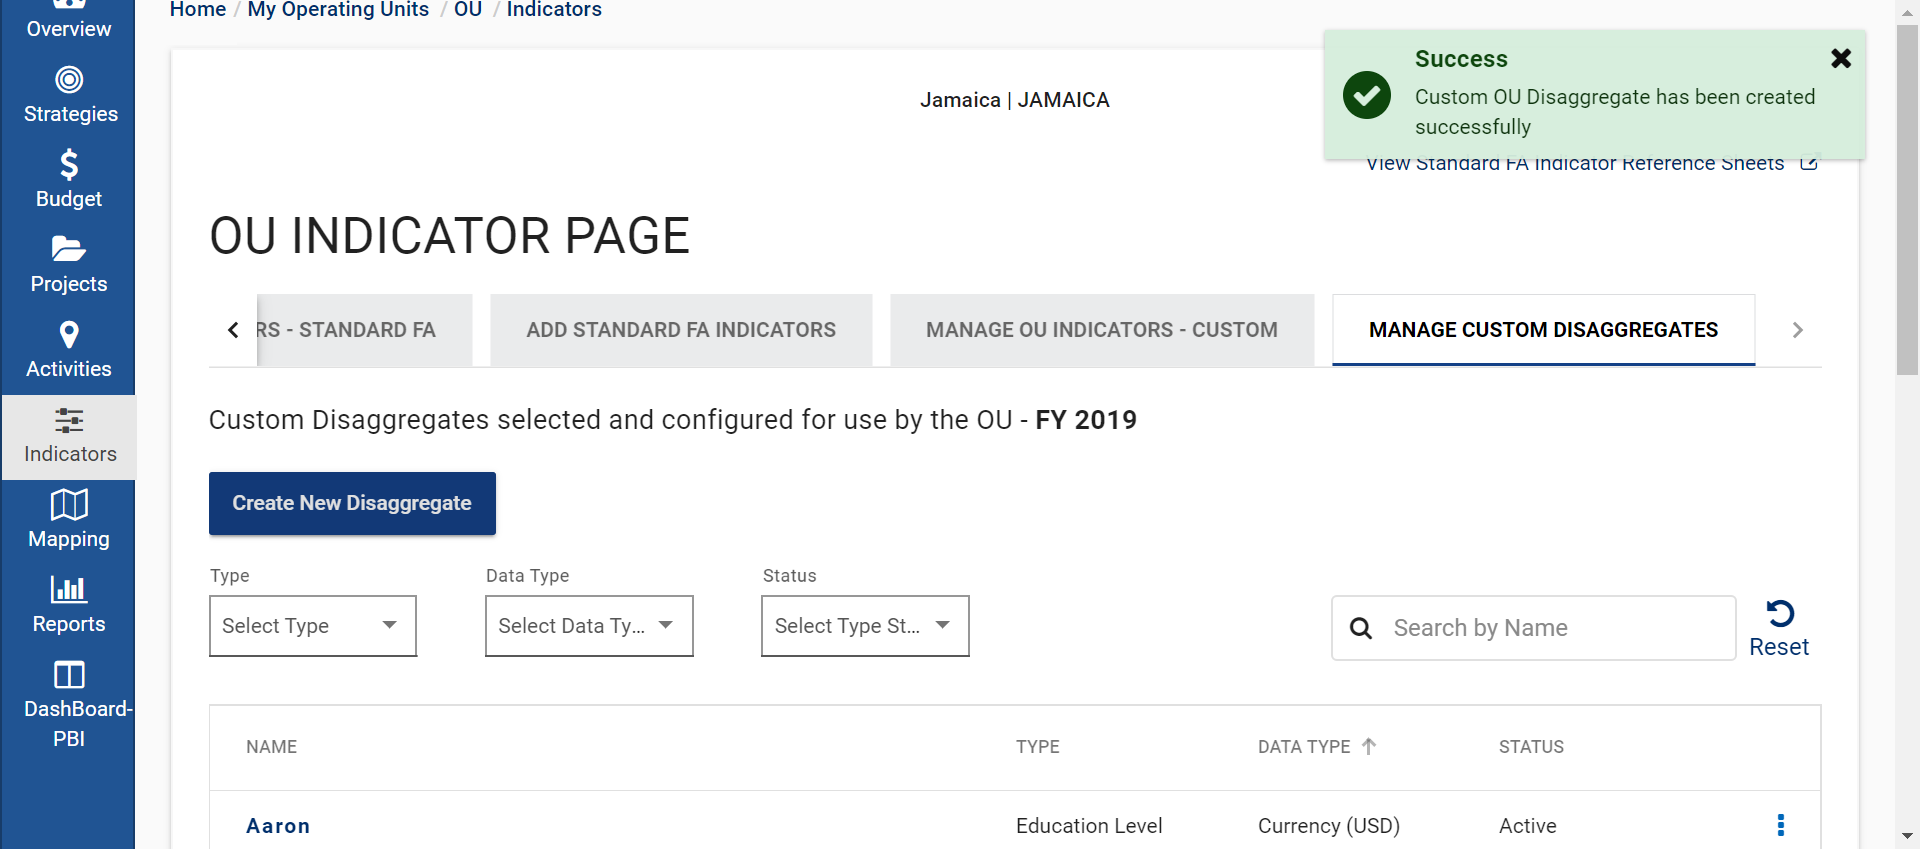 Home / My Operating Units / OU / Indicators
Overview
Strategies
Budget
Projects
Activities
Indicators
Mapping
Reports
DashBoard-
PBI
Success
Custom OU Disaggregate has been created
successfully
Jamaica | JAMAICA
View Standard FA Indicator Reference Sheets
OU INDICATOR PAGE
RS - STANDARD FA
ADD STANDARD FA INDICATORS
MANAGE OU INDICATORS - CUSTOM
MANAGE CUSTOM DISAGGREGATES
Custom Disaggregates selected and configured for use by the OU - FY 2019
Create New Disaggregate
Type
Data Type
Status
Select Type
Select Data Ty...
Select Type St...
Search by Name
Reset
NAME TYPE DATA TYPE STATUS
Aaron Education Level Currency (USD) Active